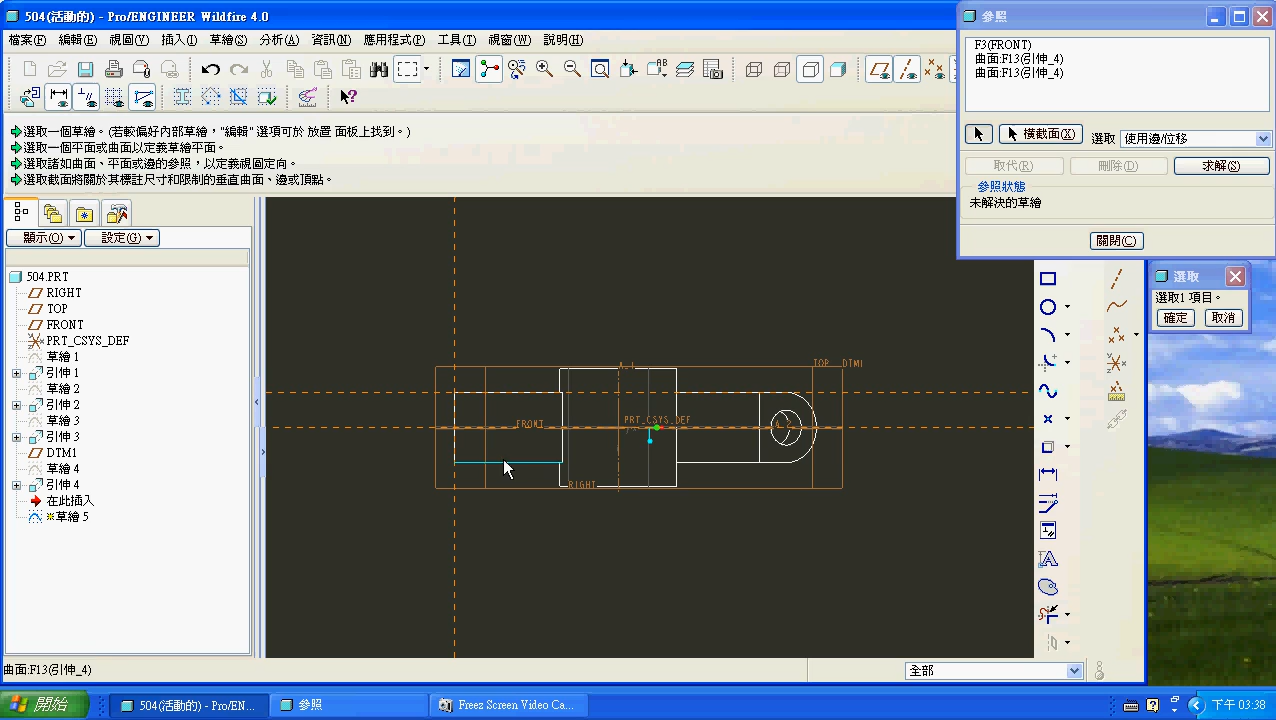 504(活動的) - Pro/ENGINEER Wildfire 4.0
檔案(F) 編輯(E) 視圖(V) 插入(I) 草繪(S) 分析(A) 資訊(N) 應用程式(P) 工具(T) 視窗(W) 說明(H)
選取一個草繪。(若較偏好內部草繪，"編輯" 選項可於 放置 面板上找到。)
選取一個平面或曲面以定義草繪平面。
選取諸如曲面、平面或邊的參照，以定義視圖定向。
選取截面將關於其標註尺寸和限制的垂直曲面、邊或頂點。
顯示(O) 設定(G)
504.PRT
RIGHT
TOP
FRONT
PRT_CSYS_DEF
草繪 1
引伸 1
草繪 2
引伸 2
草繪 3
引伸 3
DTM1
草繪 4
引伸 4
在此插入
※草繪 5
TOP DTM1
A_1
PRT_CSYS_DEF
FRONT
A_2
RIGHT
參照
F3(FRONT)
曲面:F13(引伸_4)
曲面:F13(引伸_4)
橫截面(X) 選取 使用邊/位移
取代(R) 刪除(D) 求解(S)
參照狀態
未解決的草繪
關閉(C)
選取
選取1 項目。
確定 取消
曲面:F13(引伸_4)
全部
開始 504(活動的) - Pro/EN... 參照 Freez Screen Video Ca... 下午 03:38